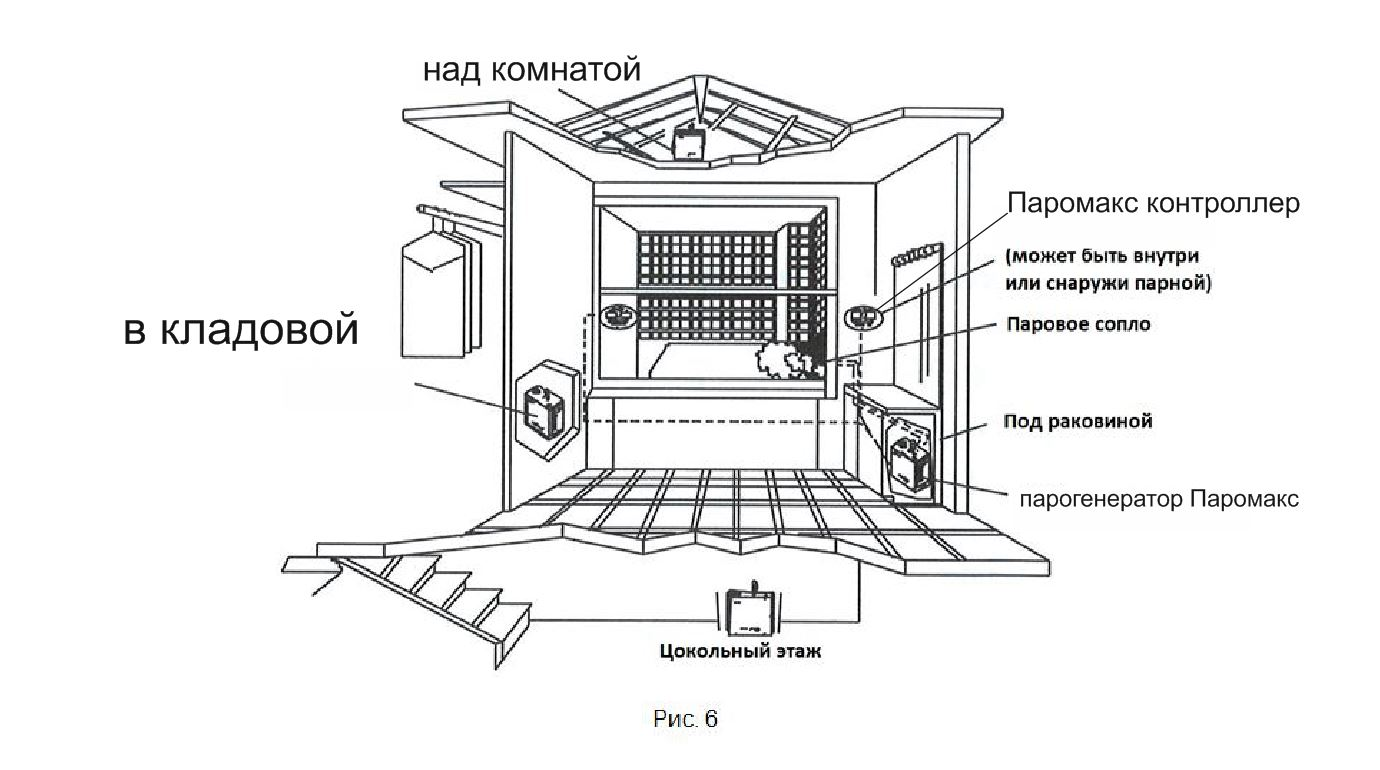 над комнатой
Паромакс контроллер
(может быть внутри
или снаружи парной)
в кладовой
Паровое сопло
Под раковиной
парогенератор Паромакс
Цокольный этаж
Рис. 6